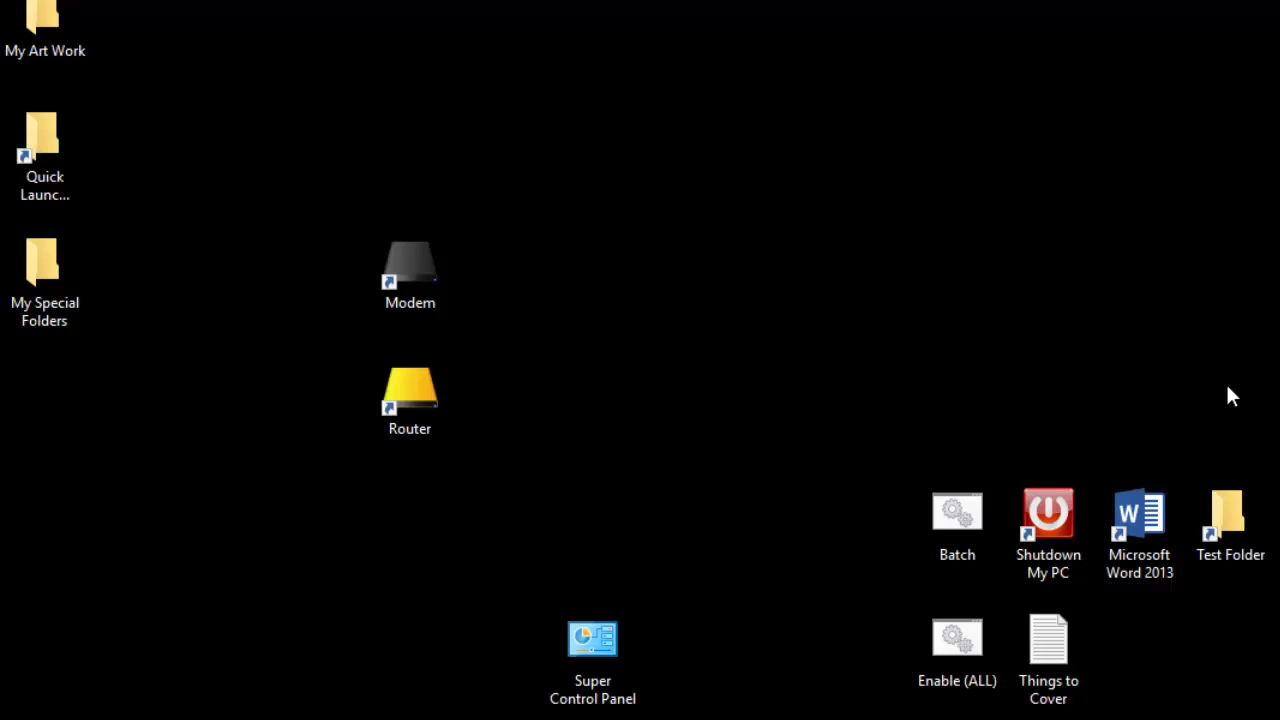 My Art Work
Quick
Launc...
My Special
Folders
Modem
Router
Batch
Shutdown
My PC
W
Microsoft
Word 2013
Test Folder
Super
Control Panel
Enable (ALL)
Things to
Cover